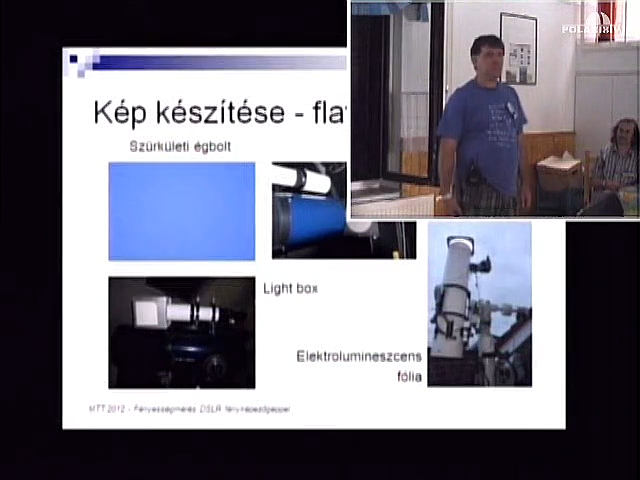 Kép készítése - fla
Szürkületi égbolt
Light box
Elektrolumineszcens
fólia
MTT 2012 - Fényességmérés DSLR fényképezőgéppel